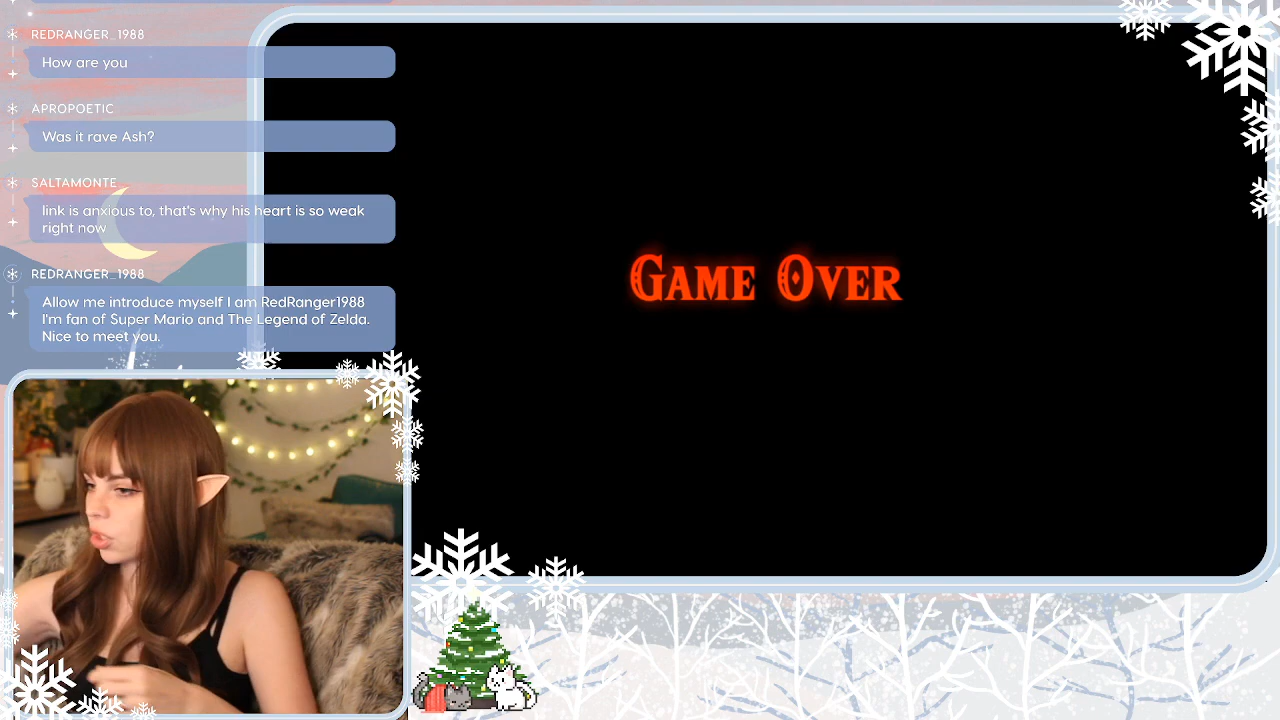 REDRANGER_1988
How are you
APROPOETIC
Was it rave Ash?
SALTAMONTE
link is anxious to, that's why his heart is so weak
right now
REDRANGER_1988
Allow me introduce myself I am RedRanger1988
I'm fan of Super Mario and The Legend of Zelda.
Nice to meet you.
GAME OVER